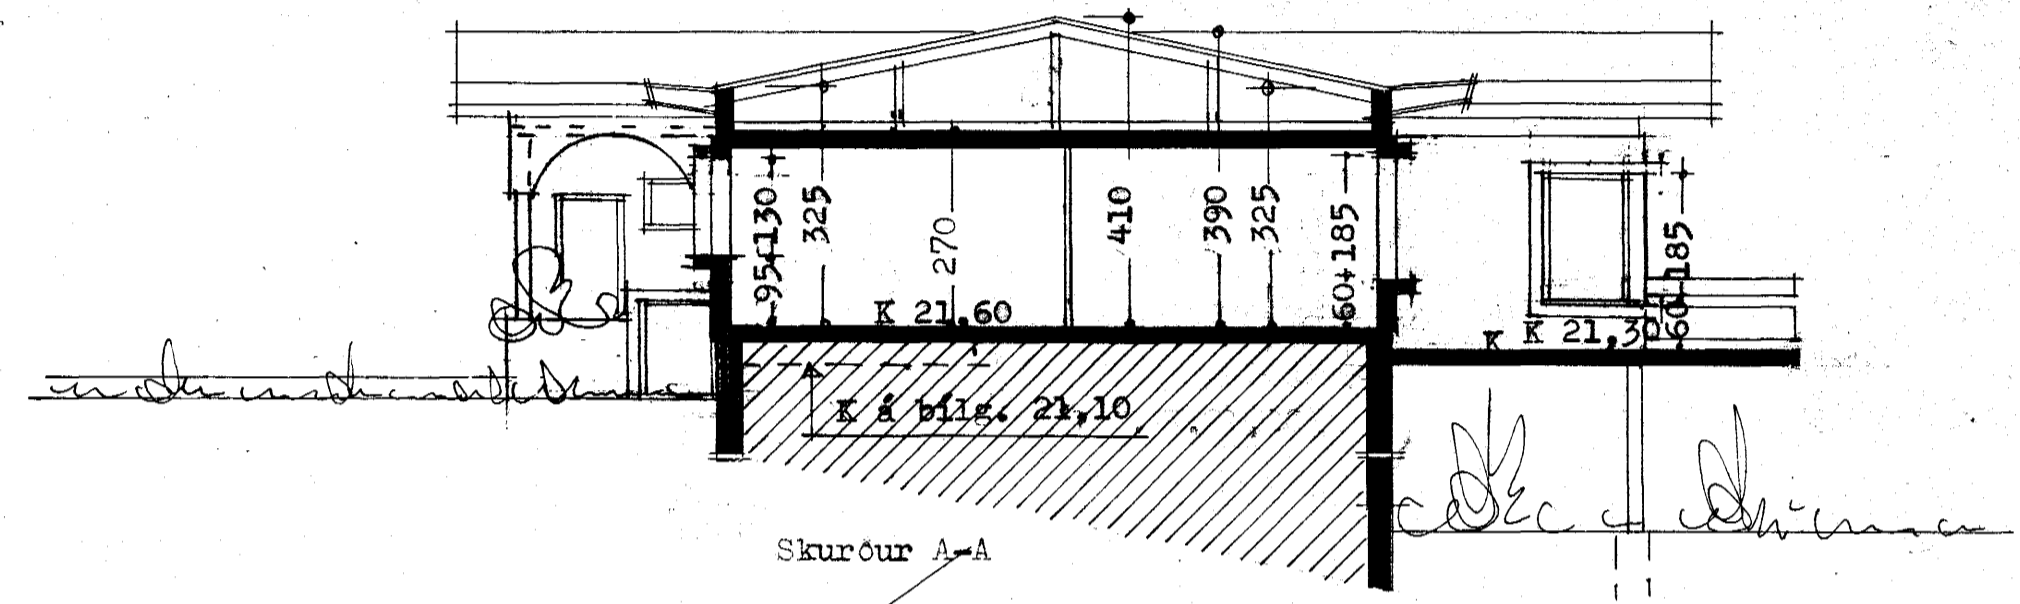 95+130
325
270
410
390
325
60+185
60+185
K 21,60
K K 21,30
K á bílg. 21,10
Skurður A-A